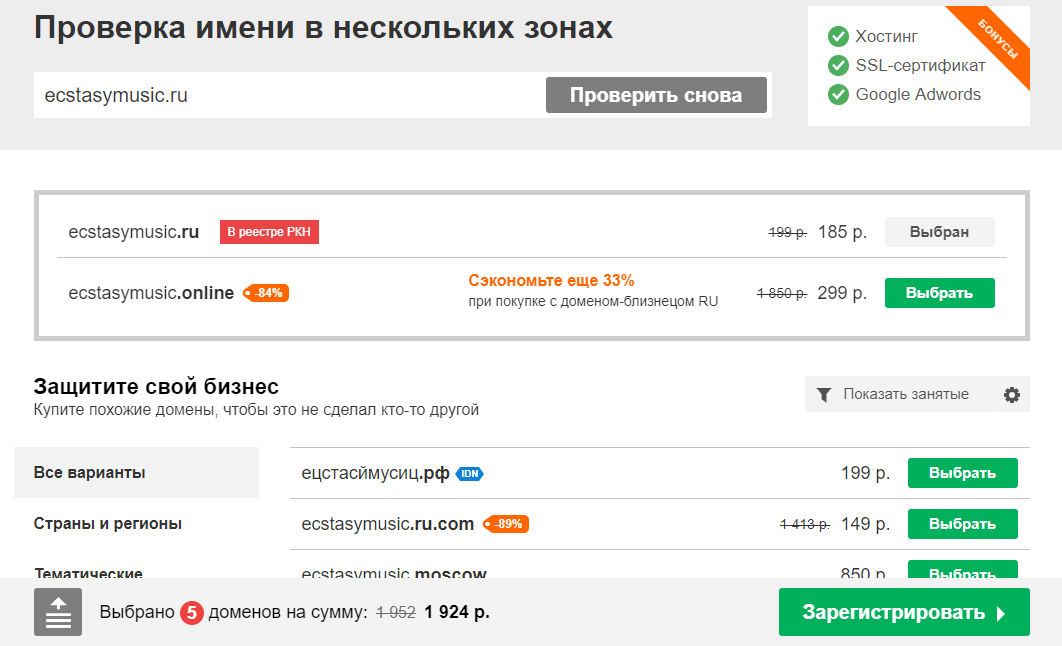 Проверка имени в нескольких зонах
ecstasymusic.ru
Проверить снова
Хостинг
SSL-сертификат
Google Adwords
БОНУСЫ
ecstasymusic.ru В реестре РКН 199 р. 185 р. Выбран
ecstasymusic.online -84% Сэкономьте еще 33% 1 850 р. 299 р. Выбрать
при покупке с доменом-близнецом RU
Защитите свой бизнес
Купите похожие домены, чтобы это не сделал кто-то другой
Показать занятые
Все варианты
Страны и регионы
Тематические
ецстасймусиц.рф IDN 199 р. Выбрать
ecstasymusic.ru.com -89% 1 413 р. 149 р. Выбрать
ecstasymusic.moscow 850 р. Выбрать
Выбрано 5 доменов на сумму: 1 952 1 924 р.
Зарегистрировать